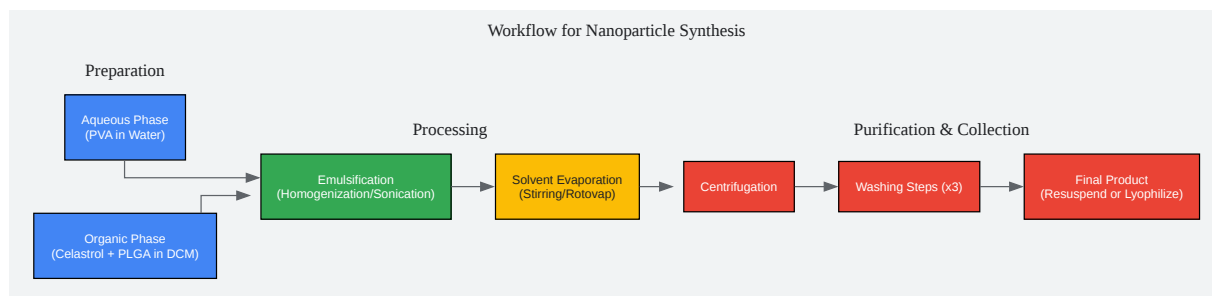 Workflow for Nanoparticle Synthesis
Preparation
Aqueous Phase
(PVA in Water)
Organic Phase
(Celastrol + PLGA in DCM)
Processing
Emulsification
(Homogenization/Sonication)
Solvent Evaporation
(Stirring/Rotovap)
Purification & Collection
Centrifugation
Washing Steps (x3)
Final Product
(Resuspend or Lyophilize)